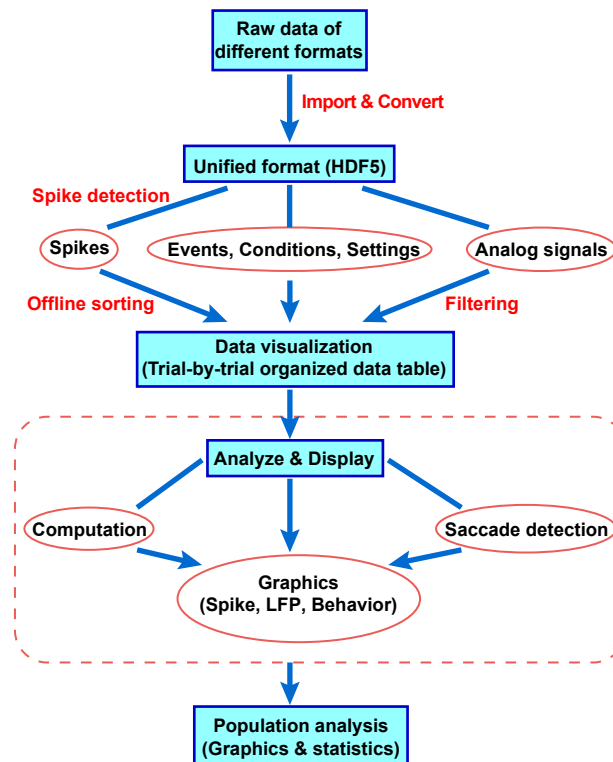 Raw data of
different formats
Import & Convert
Unified format (HDF5)
Spike detection
Spikes
Events, Conditions, Settings
Analog signals
Offline sorting
Filtering
Data visualization
(Trial-by-trial organized data table)
Analyze & Display
Computation
Saccade detection
Graphics
(Spike, LFP, Behavior)
Population analysis
(Graphics & statistics)